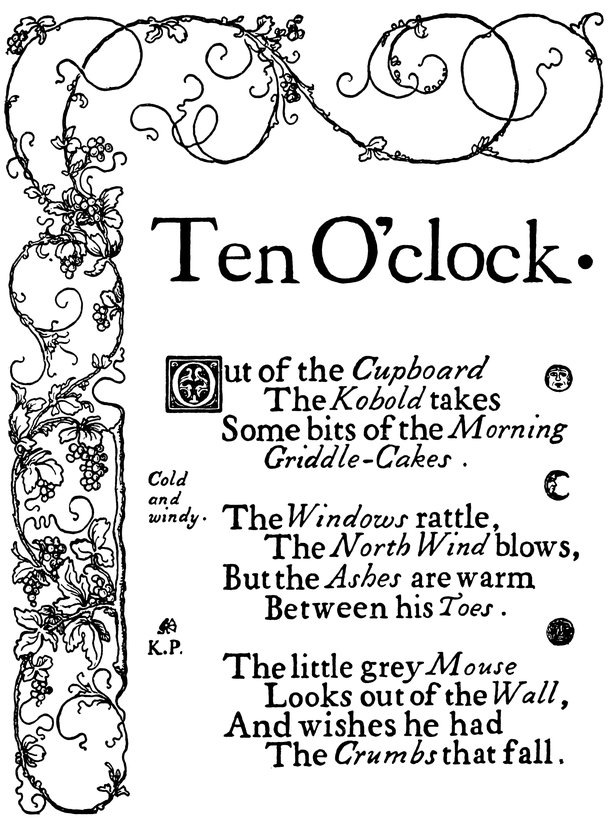 Ten O'clock.
Out of the Cupboard
The Kobold takes
Some bits of the Morning
Griddle-Cakes.
Cold
and
windy.
The Windows rattle,
The North Wind blows,
But the Ashes are warm
Between his Toes.
K.P.
The little grey Mouse
Looks out of the Wall,
And wishes he had
The Crumbs that fall.